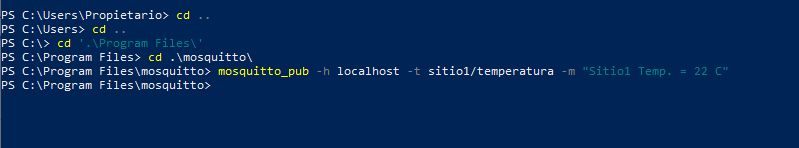 PS C:\Users\Propietario> cd ..
PS C:\Users> cd ..
PS C:\> cd '.\Program Files\'
PS C:\Program Files> cd .\mosquitto\
PS C:\Program Files\mosquitto> mosquitto_pub -h localhost -t sitio1/temperatura -m "Sitio1 Temp. = 22 C"
PS C:\Program Files\mosquitto>